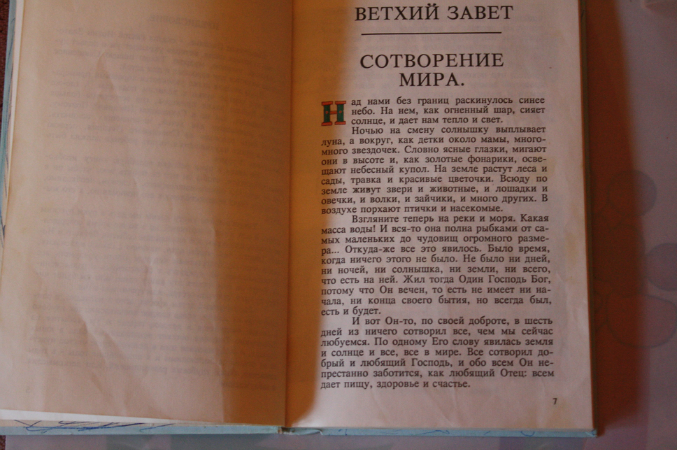 ВЕТХИЙ ЗАВЕТ
СОТВОРЕНИЕ
МИРА.
Над нами без границ раскинулось синее
небо. На нем, как огненный шар, сияет
солнце, и дает нам тепло и свет.
Ночью на смену солнышку выплывает
луна, а вокруг, как детки около мамы, много-
много звездочек. Словно ясные глазки, мигают
они в высоте и, как золотые фонарики, осве-
щают небесный купол. На земле растут леса и
сады, травка и красивые цветочки. Всюду по
земле живут звери и животные, и лошадки и
овечки, и волки, и зайчики, и много других. В
воздухе порхают птички и насекомые.
Взгляните теперь на реки и моря. Какая
масса воды! И вся-то она полна рыбками от са-
мых маленьких до чудовищ огромного разме-
ра... Откуда-же все это явилось. Было время,
когда ничего этого не было. Не было ни дней,
ни ночей, ни солнышка, ни земли, ни всего,
что есть на ней. Жил тогда Один Господь Бог,
потому что Он вечен, то есть не имеет ни на-
чала, ни конца своего бытия, но всегда был,
есть и будет.
И вот Он-то, по своей доброте, в шесть
дней из ничего сотворил все, чем мы сейчас
любуемся. По одному Его слову явилась земля
и солнце и все, все в мире. Все сотворил до-
брый и любящий Господь, и обо всем Он не-
престанно заботится, как любящий Отец: всем
дает пищу, здоровье и счастье.
7